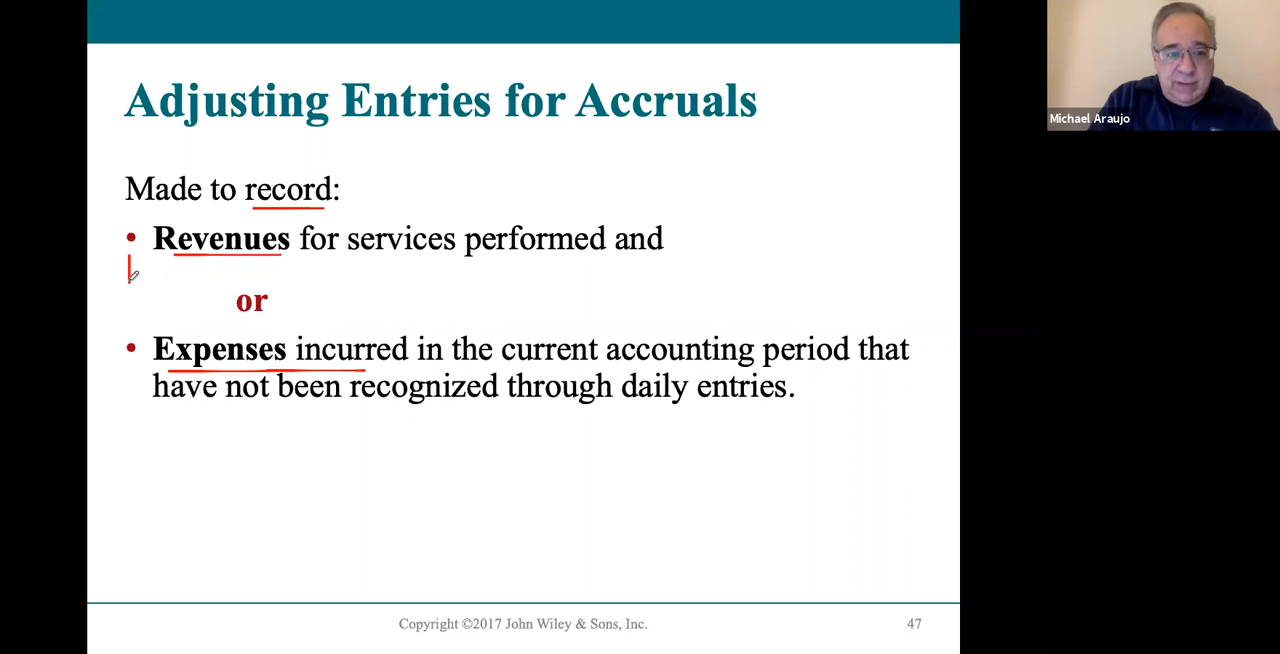 Adjusting Entries for Accruals
Michael Araujo
Made to record:
• Revenues for services performed and
or
• Expenses incurred in the current accounting period that
have not been recognized through daily entries.
Copyright ©2017 John Wiley & Sons, Inc.
47